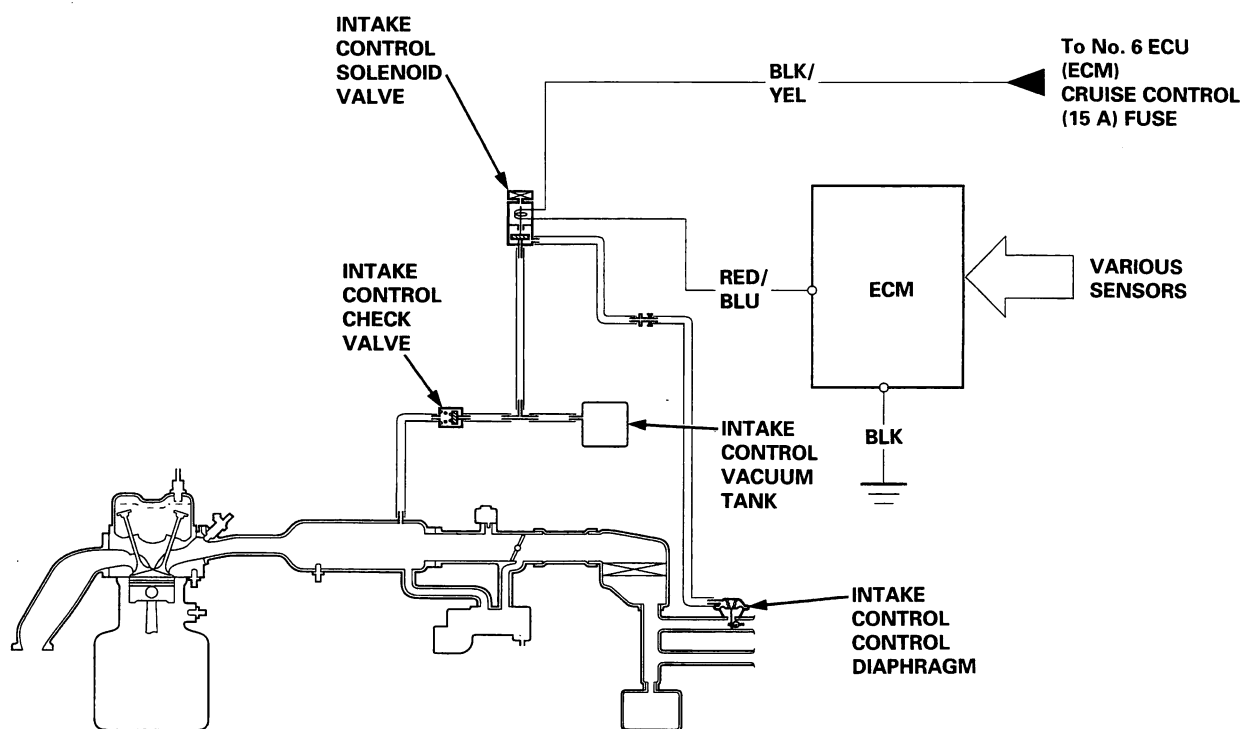 INTAKE
CONTROL
SOLENOID
VALVE
BLK/
YEL
To No. 6 ECU
(ECM)
CRUISE CONTROL
(15 A) FUSE
INTAKE
CONTROL
CHECK
VALVE
RED/
BLU
ECM
VARIOUS
SENSORS
INTAKE
CONTROL
VACUUM
TANK
BLK
INTAKE
CONTROL
CONTROL
DIAPHRAGM